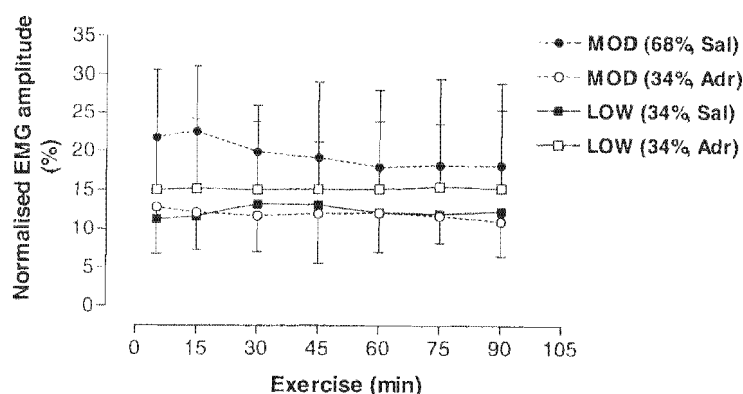 Normalised EMG amplitude
(%)
35
30
25
20
15
10
5
0
0 15 30 45 60 75 90 105
Exercise (min)
MOD (68%, Sal)
MOD (34%, Adr)
LOW (34%, Sal)
LOW (34%, Adr)